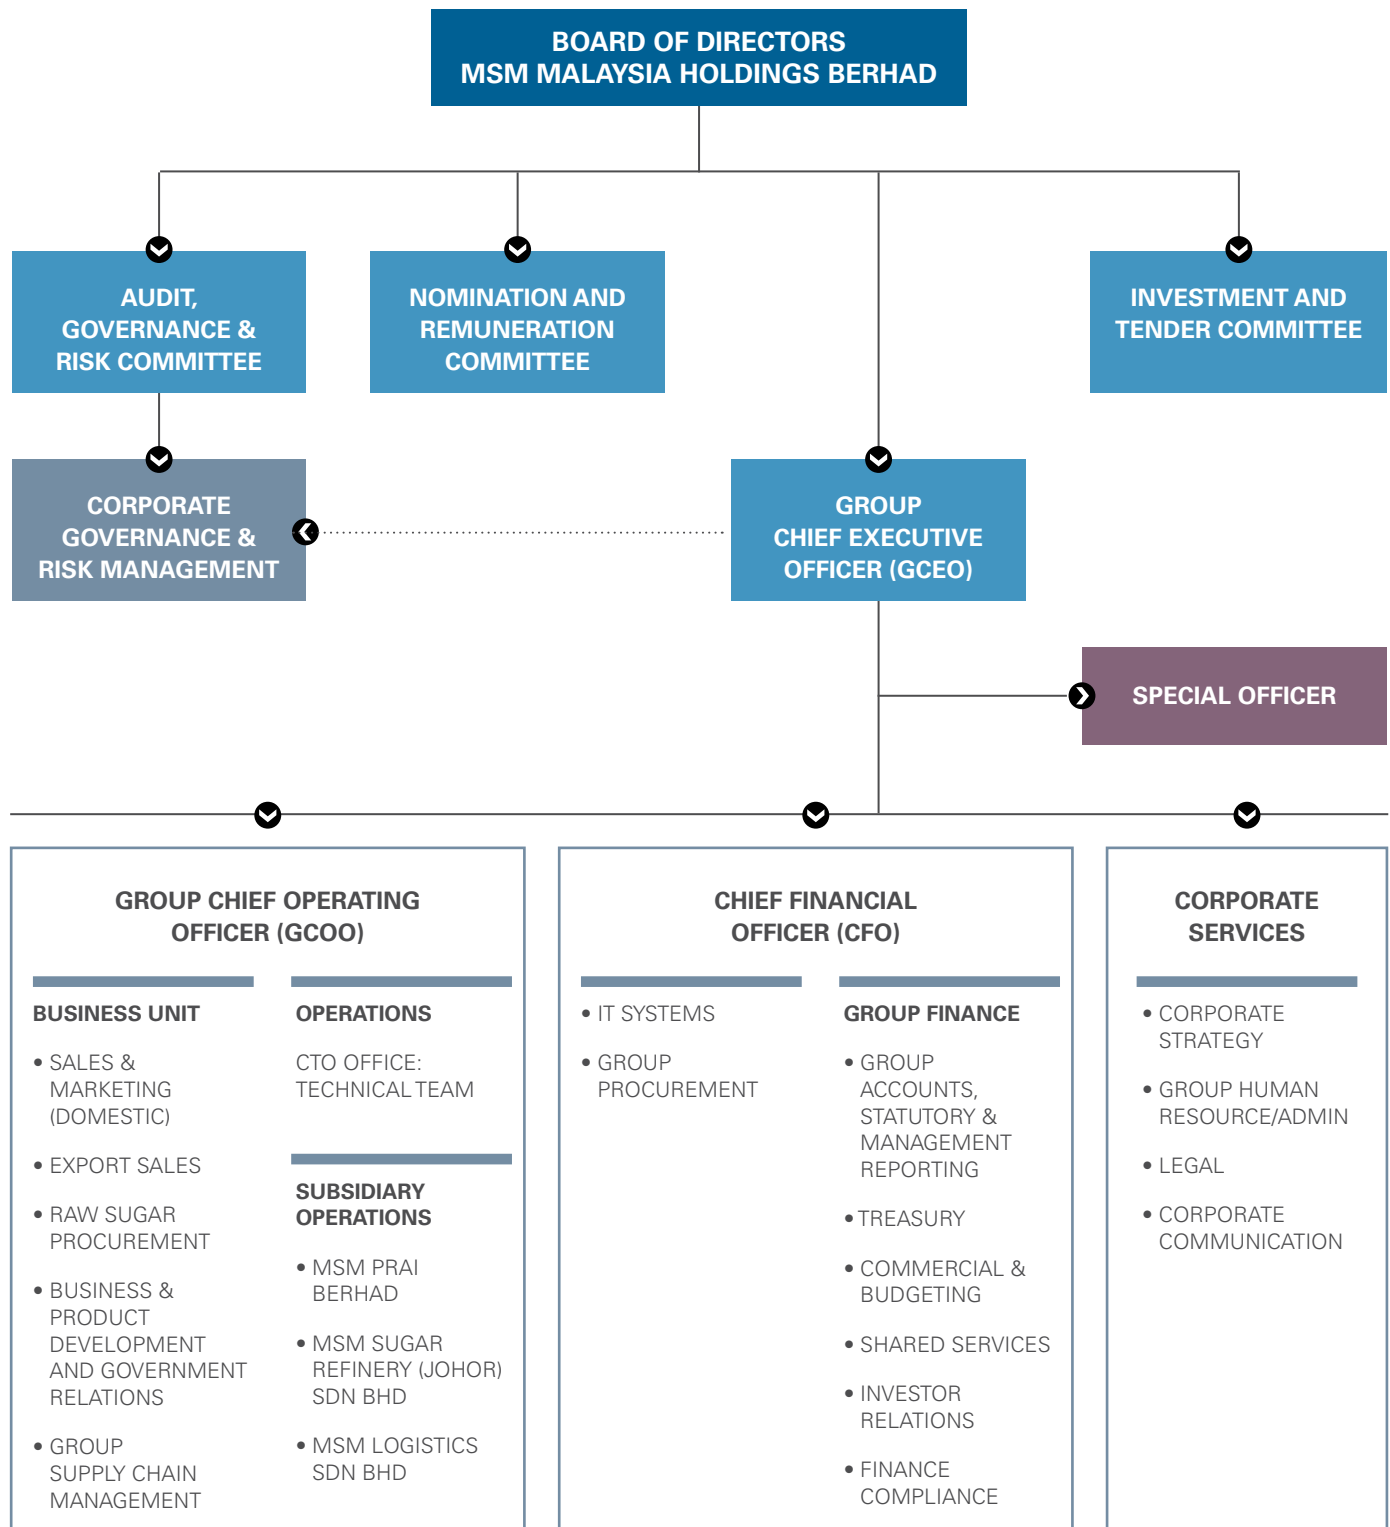 BOARD OF DIRECTORS
MSM MALAYSIA HOLDINGS BERHAD
AUDIT,
GOVERNANCE &
RISK COMMITTEE
NOMINATION AND
REMUNERATION
COMMITTEE
INVESTMENT AND
TENDER COMMITTEE
CORPORATE
GOVERNANCE &
RISK MANAGEMENT
GROUP
CHIEF EXECUTIVE
OFFICER (GCEO)
SPECIAL OFFICER
GROUP CHIEF OPERATING
OFFICER (GCOO)
BUSINESS UNIT
• SALES &
MARKETING
(DOMESTIC)
• EXPORT SALES
• RAW SUGAR
PROCUREMENT
• BUSINESS &
PRODUCT
DEVELOPMENT
AND GOVERNMENT
RELATIONS
• GROUP
SUPPLY CHAIN
MANAGEMENT
OPERATIONS
CTO OFFICE:
TECHNICAL TEAM
SUBSIDIARY
OPERATIONS
• MSM PRAI
BERHAD
• MSM SUGAR
REFINERY (JOHOR)
SDN BHD
• MSM LOGISTICS
SDN BHD
CHIEF FINANCIAL
OFFICER (CFO)
• IT SYSTEMS
• GROUP
PROCUREMENT
GROUP FINANCE
• GROUP
ACCOUNTS,
STATUTORY &
MANAGEMENT
REPORTING
• TREASURY
• COMMERCIAL &
BUDGETING
• SHARED SERVICES
• INVESTOR
RELATIONS
• FINANCE
COMPLIANCE
CORPORATE
SERVICES
• CORPORATE
STRATEGY
• GROUP HUMAN
RESOURCE/ADMIN
• LEGAL
• CORPORATE
COMMUNICATION